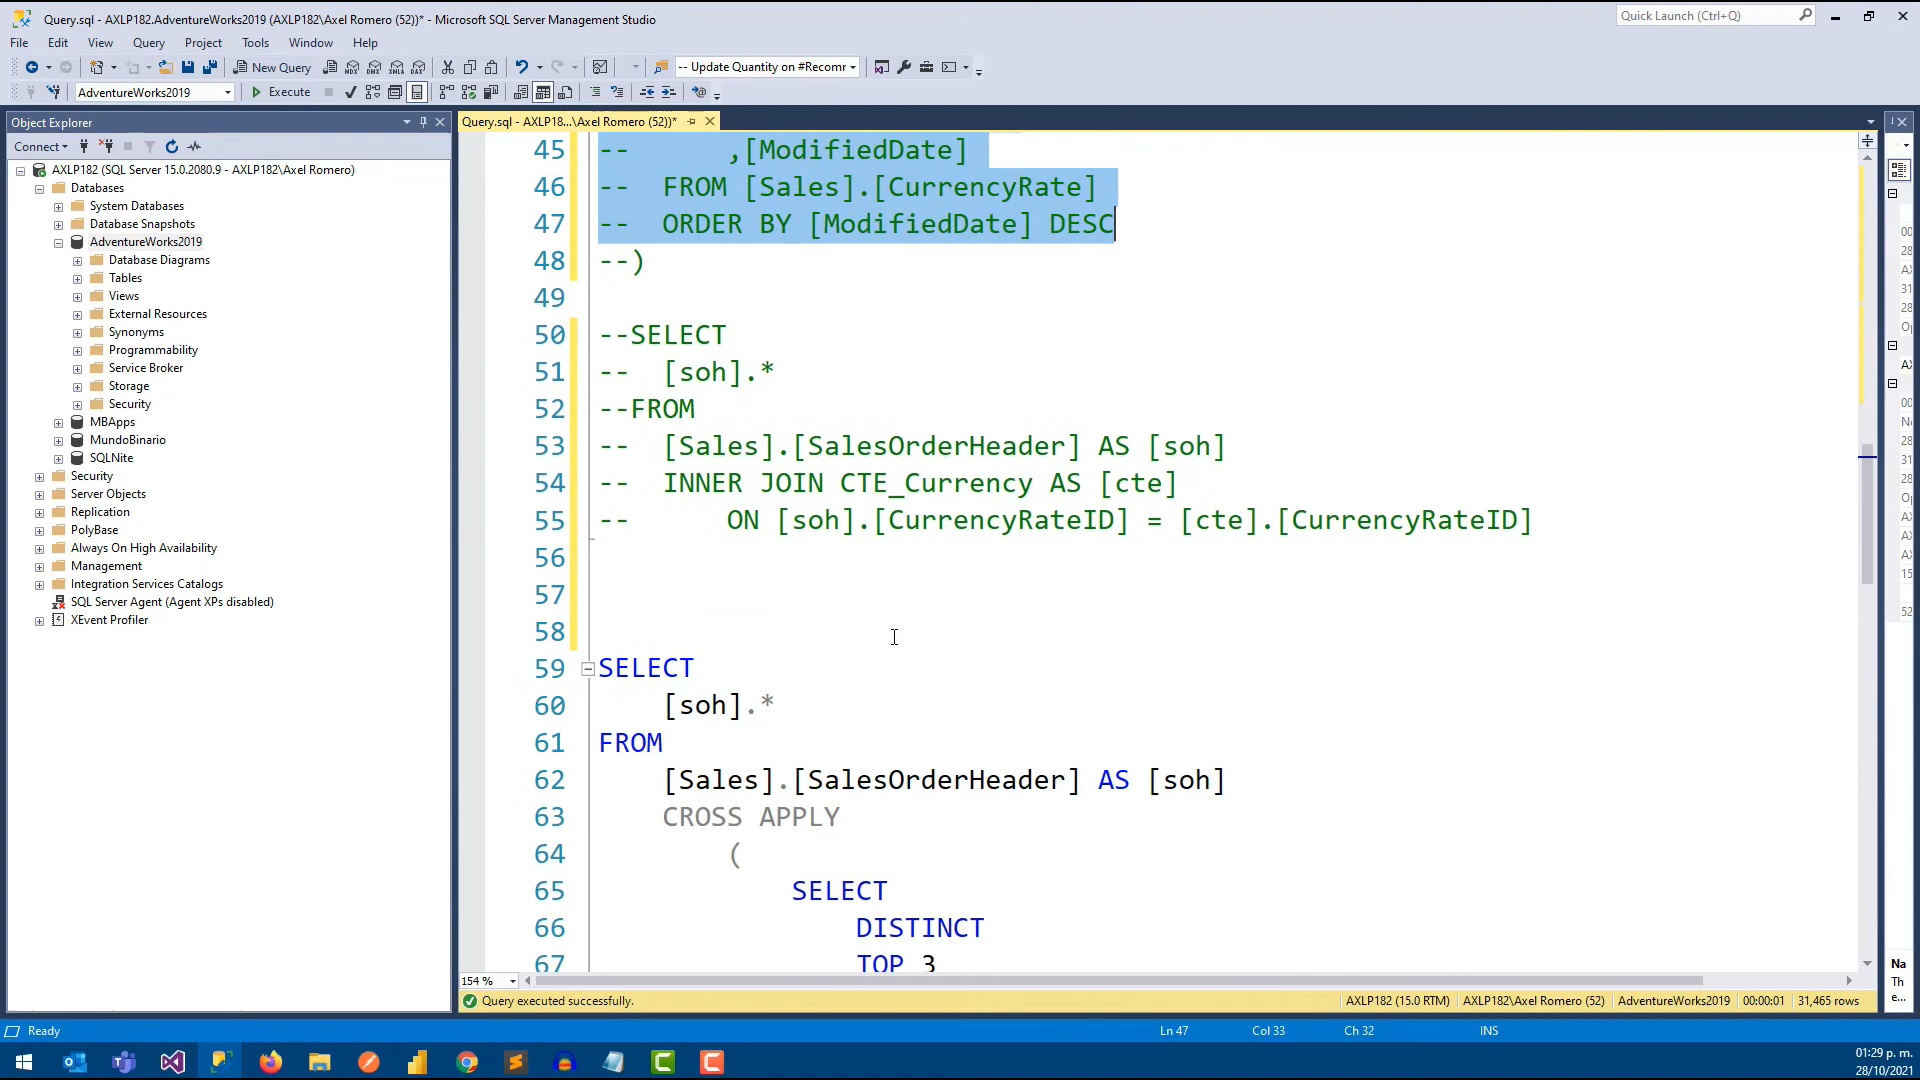 Query.sql - AXLP182.AdventureWorks2019 (AXLP182\Axel Romero (52))* - Microsoft SQL Server Management Studio
Quick Launch (Ctrl+Q)
File Edit View Query Project Tools Window Help
New Query
MDX DMX XMLA DAX
-- Update Quantity on #Recomr
AdventureWorks2019
Execute
Object Explorer
Query.sql - AXLP18...\Axel Romero (52))*
Connect
AXLP182 (SQL Server 15.0.2080.9 - AXLP182\Axel Romero)
Databases
System Databases
Database Snapshots
AdventureWorks2019
Database Diagrams
Tables
Views
External Resources
Synonyms
Programmability
Service Broker
Storage
Security
MBApps
MundoBinario
SQLNite
Security
Server Objects
Replication
PolyBase
Always On High Availability
Management
Integration Services Catalogs
SQL Server Agent (Agent XPs disabled)
XEvent Profiler
45 -- ,[ModifiedDate]
46 -- FROM [Sales].[CurrencyRate]
47 -- ORDER BY [ModifiedDate] DESC
48 --)
49
50 --SELECT
51 -- [soh].*
52 --FROM
53 -- [Sales].[SalesOrderHeader] AS [soh]
54 -- INNER JOIN CTE_Currency AS [cte]
55 -- ON [soh].[CurrencyRateID] = [cte].[CurrencyRateID]
56
57
58
59 SELECT
60 [soh].*
61 FROM
62 [Sales].[SalesOrderHeader] AS [soh]
63 CROSS APPLY
64 (
65 SELECT
66 DISTINCT
67 TOP 3
154 %
Query executed successfully.
AXLP182 (15.0 RTM) AXLP182\Axel Romero (52) AdventureWorks2019 00:00:01 31,465 rows
Na
Th
e...
Ready
Ln 47 Col 33 Ch 32 INS
01:29 p. m.
28/10/2021